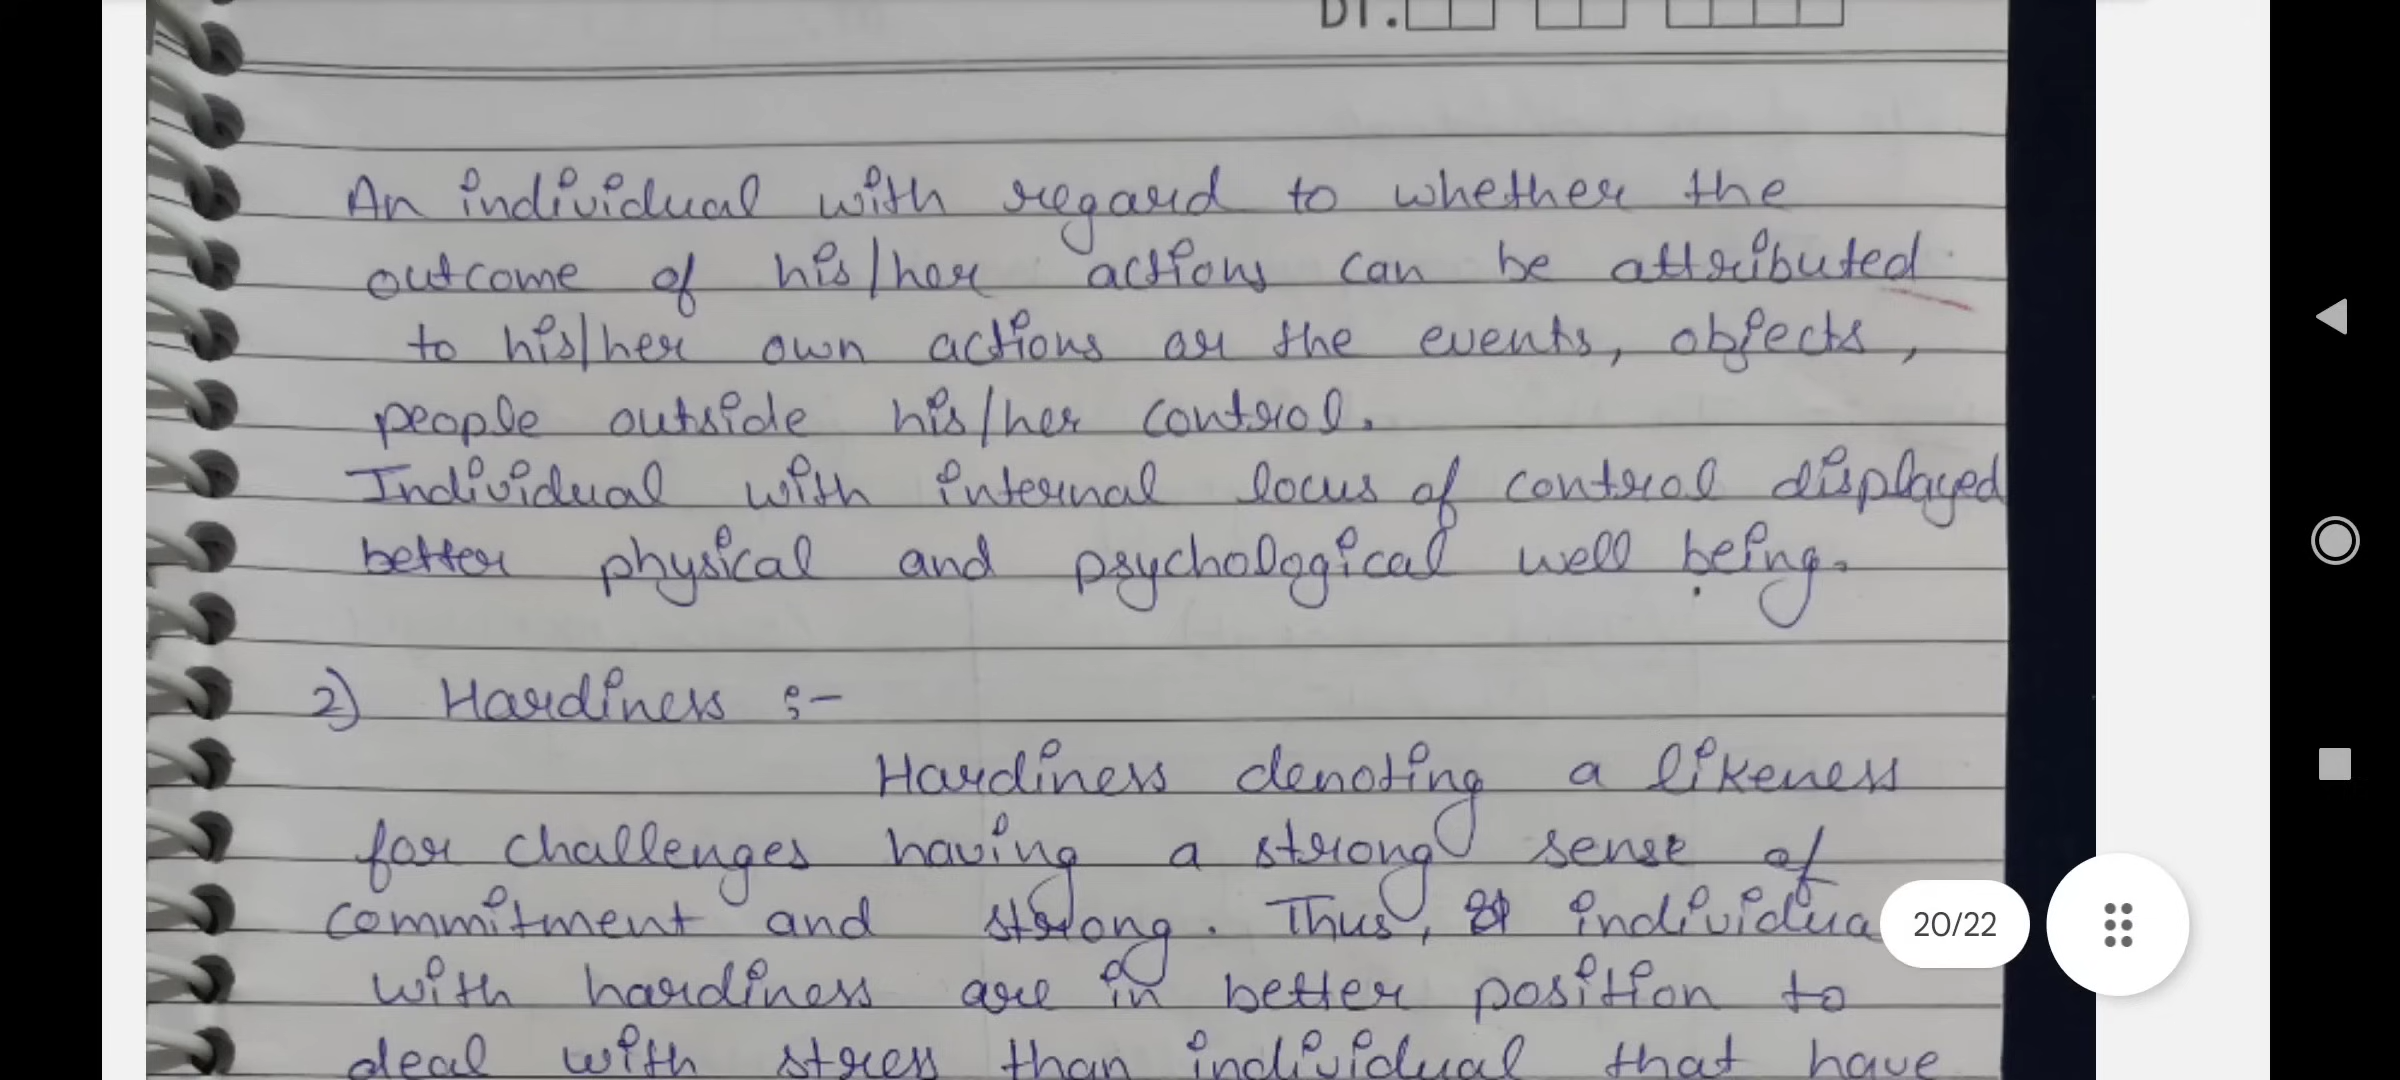 DT.
An individual with regard to whether the
outcome of his/her actions can be attributed
to his/her own actions or the events, objects,
people outside his/her control.
Individual with internal locus of control displayed
better physical and psychological well being.
2) Hardiness :-
Hardiness denoting a likeness
for challenges having a strong sense of
commitment and strong. Thus, individua
with hardiness are in better position to
deal with stress than individual that have
20/22